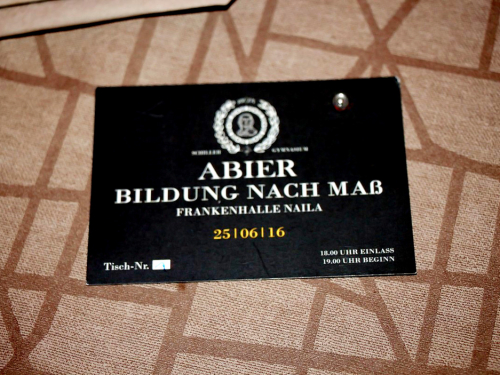 SCHILLER GYMNASIUM
ABIER
BILDUNG NACH MAß
FRANKENHALLE NAILA
25|06|16
Tisch-Nr.
18.00 UHR EINLASS
19.00 UHR BEGINN